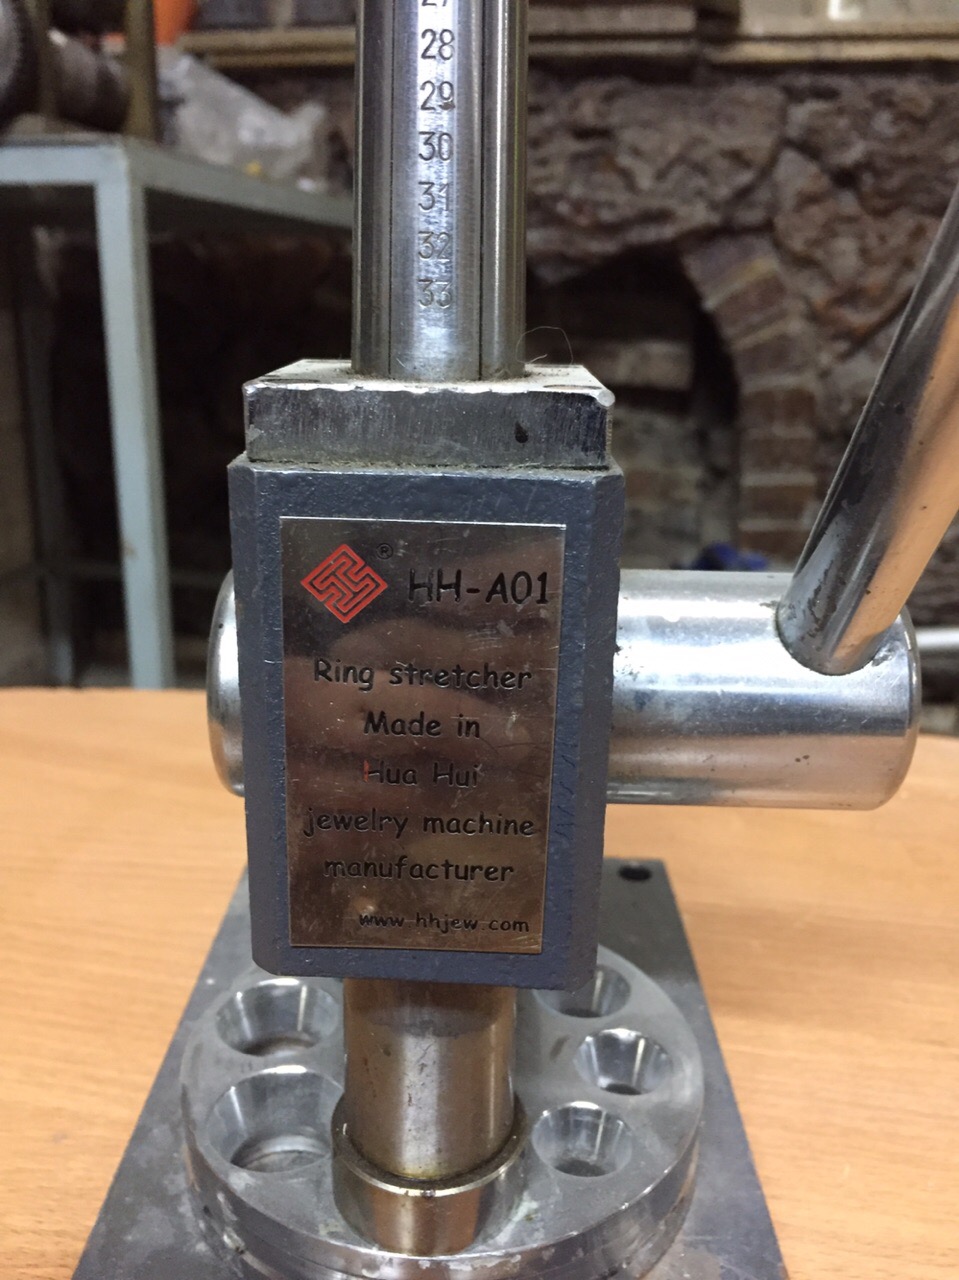 27
28
29
30
31
32
33
® HH-A01
Ring stretcher
Made in
Hua Hui
jewelry machine
manufacturer
www.hhjew.com